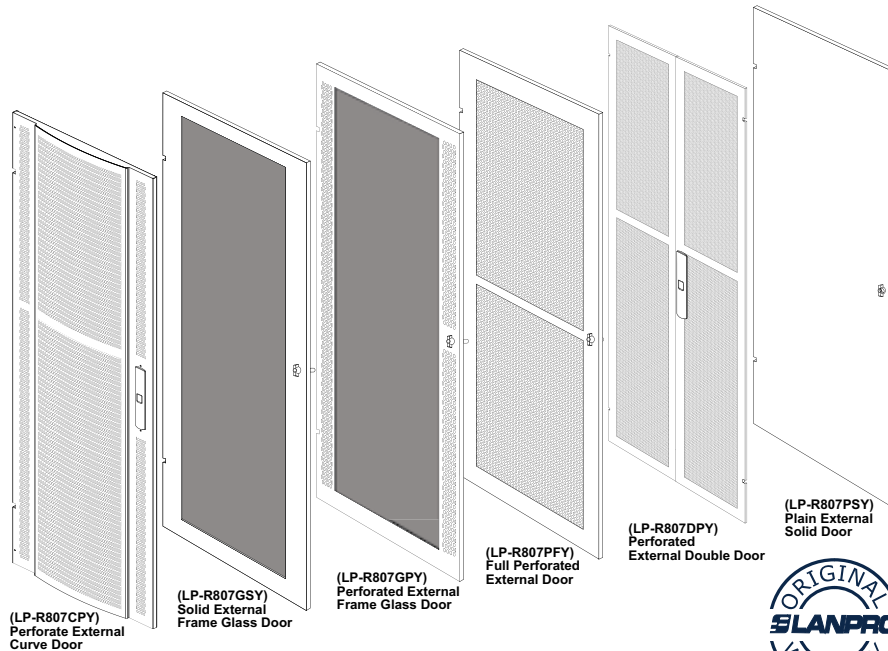 (LP-R807CPY)
Perforate External
Curve Door
(LP-R807GSY)
Solid External
Frame Glass Door
(LP-R807GPY)
Perforated External
Frame Glass Door
(LP-R807PFY)
Full Perforated
External Door
(LP-R807DPY)
Perforated
External Double Door
(LP-R807PSY)
Plain External
Solid Door
ORIGINAL
LANPRO